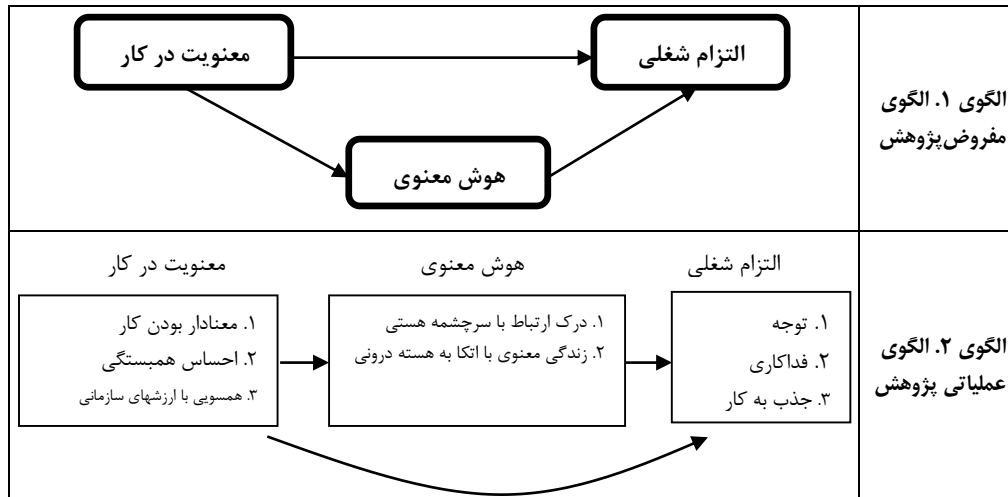 الگوی ۱. الگوی
مفروض‌پژوهش
معنویت در کار
التزام شغلی
هوش معنوی
الگوی ۲. الگوی
عملیاتی پژوهش
معنویت در کار
۱. معنادار بودن کار
۲. احساس همبستگی
۳. همسویی با ارزشهای سازمانی
هوش معنوی
۱. درک ارتباط با سرچشمه هستی
۲. زندگی معنوی با اتکا به هسته درونی
التزام شغلی
۱. توجه
۲. فداکاری
۳. جذب به کار